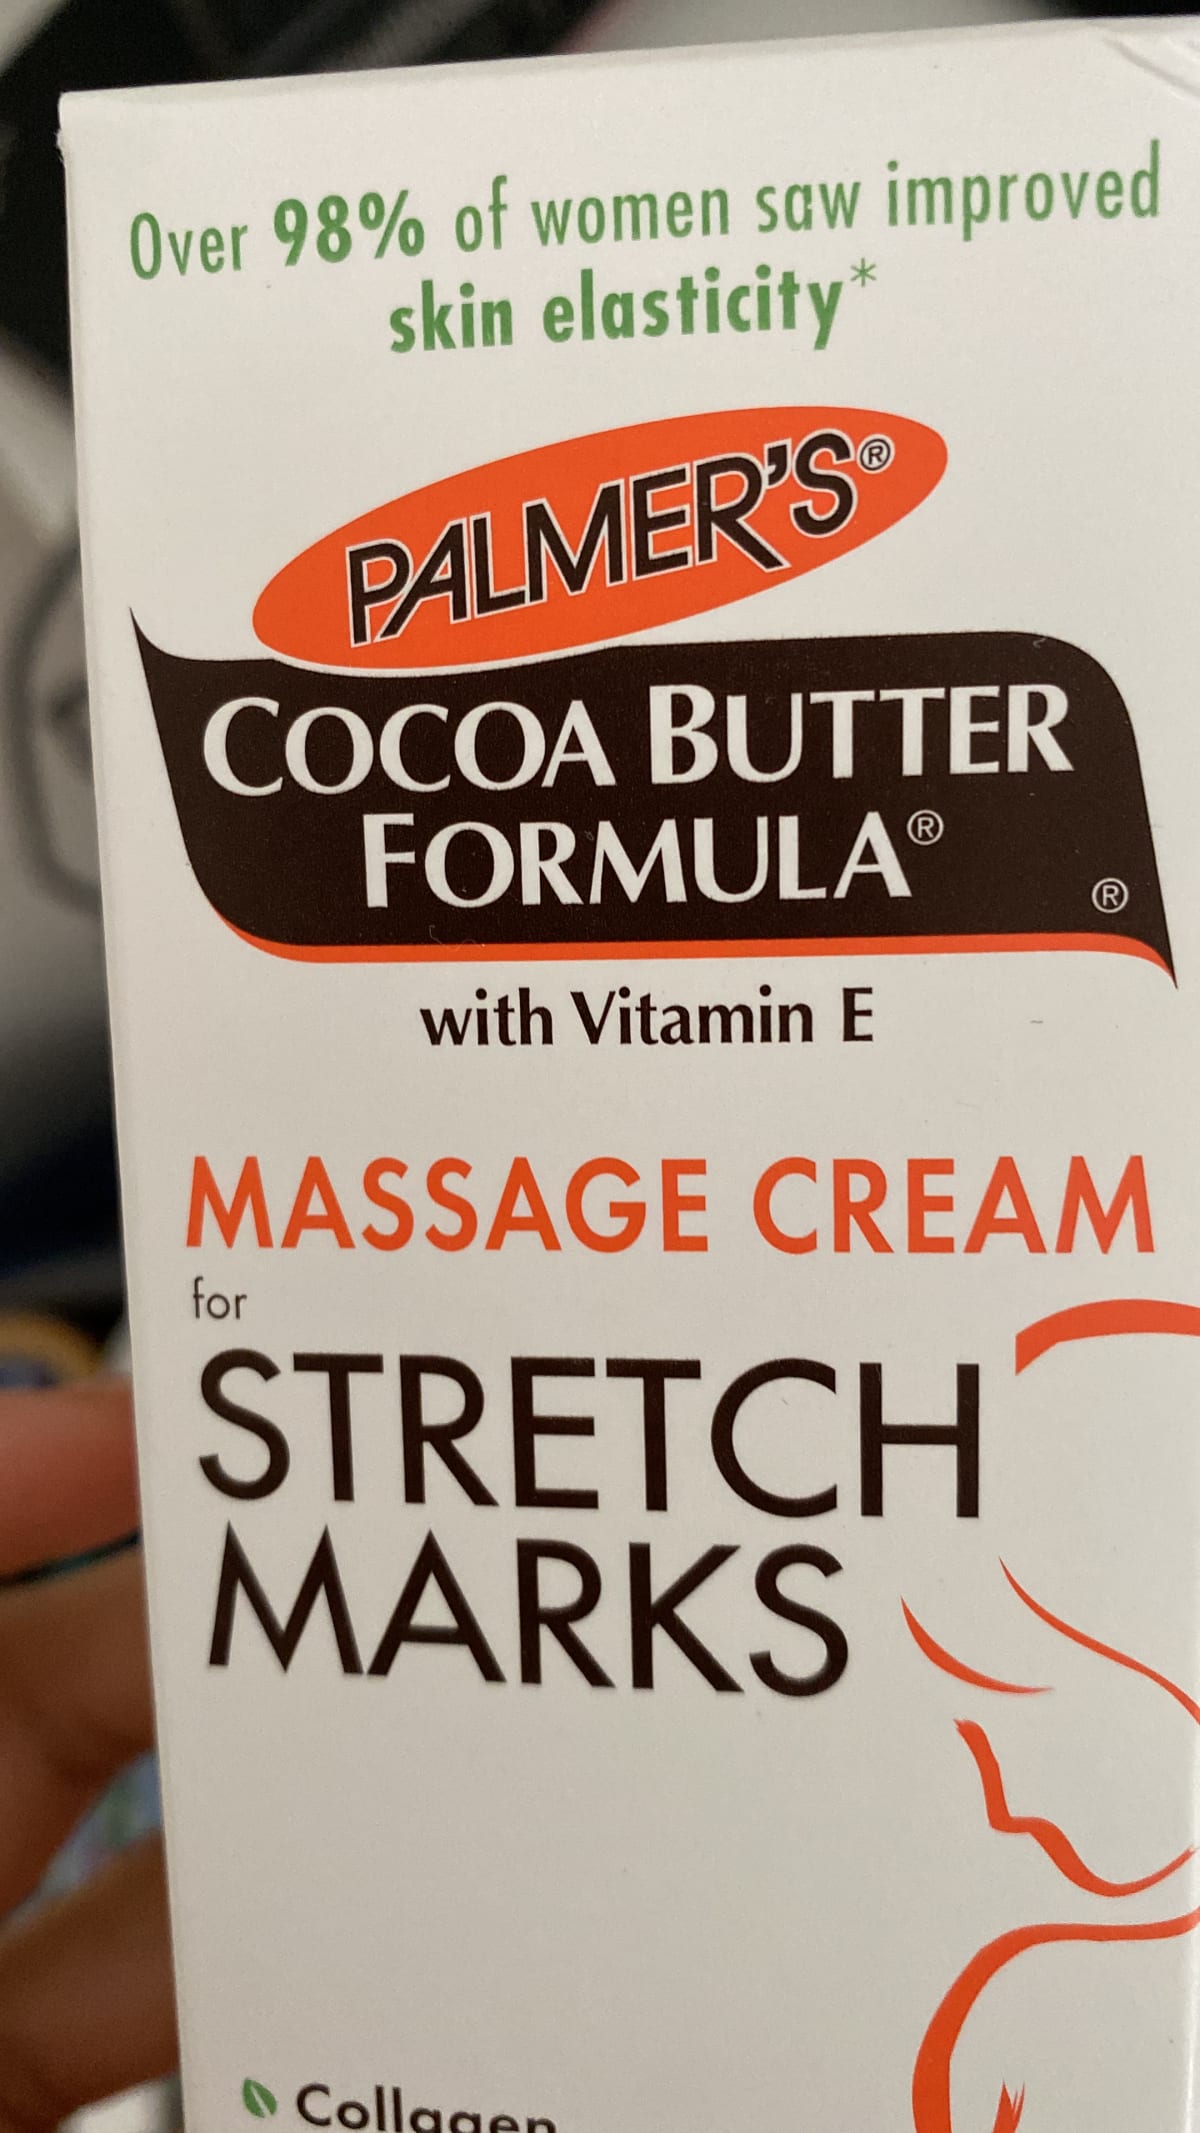 Over 98% of women saw improved
skin elasticity*
PALMER'S®
COCOA BUTTER
FORMULA®
®
with Vitamin E
MASSAGE CREAM
for
STRETCH
MARKS
Collagen